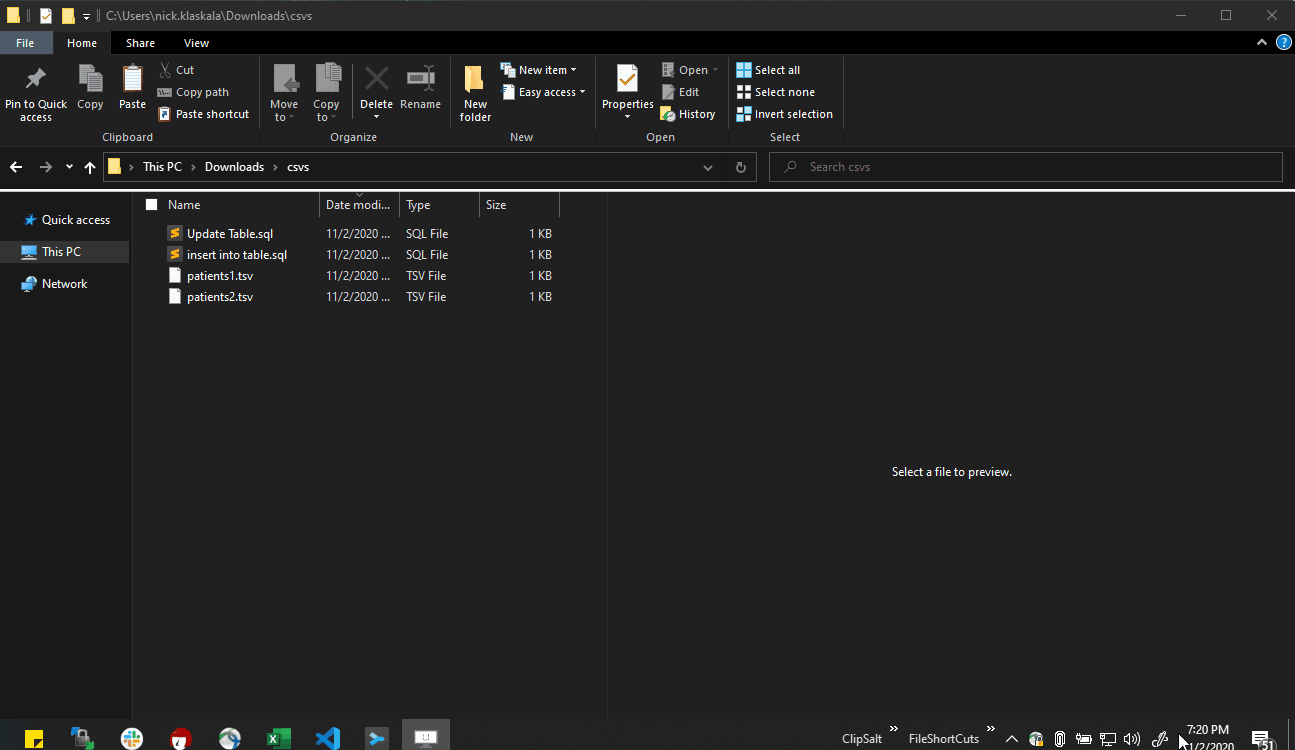 C:\Users\nick.klaskala\Downloads\csvs
File Home Share View
Pin to Quick access
Copy
Paste
Cut
Copy path
Paste shortcut
Clipboard
Move to
Copy to
Delete
Rename
Organize
New folder
New item
Easy access
New
Properties
Open
Edit
History
Open
Select all
Select none
Invert selection
Select
This PC > Downloads > csvs
Search csvs
Quick access
This PC
Network
Name Date modi... Type Size
Update Table.sql 11/2/2020 ... SQL File 1 KB
insert into table.sql 11/2/2020 ... SQL File 1 KB
patients1.tsv 11/2/2020 ... TSV File 1 KB
patients2.tsv 11/2/2020 ... TSV File 1 KB
Select a file to preview.
ClipSalt » FileShortCuts »
7:20 PM
11/2/2020
51